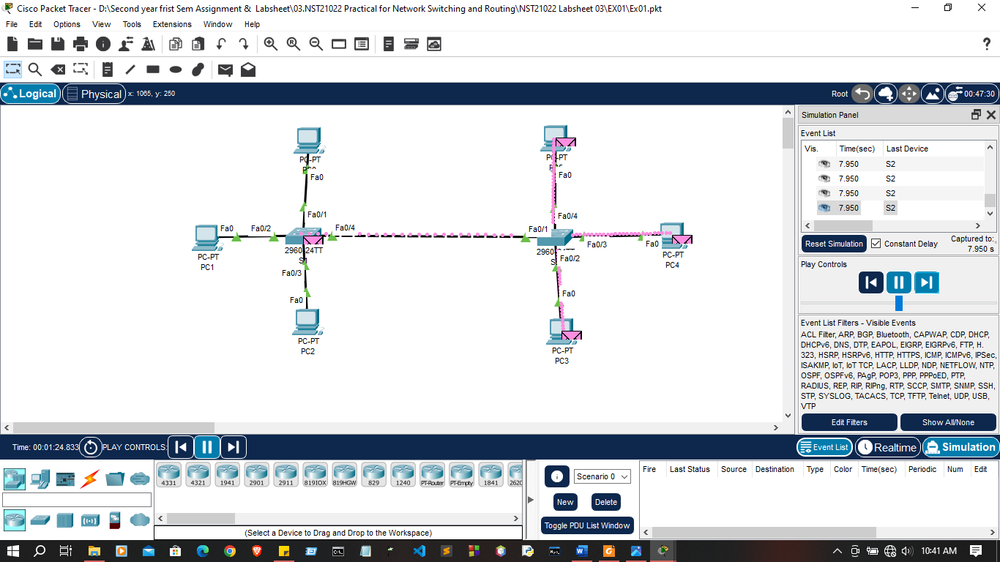 Cisco Packet Tracer - D:\Second year frist Sem Assignment & Labsheet\03.NST21022 Practical for Network Switching and Routing\NST21022 Labsheet 03\EX01\Ex01.pkt
File Edit Options View Tools Extensions Window Help
Logical Physical x: 1065, y: 250 Root 00:47:30
Simulation Panel
Event List
Vis. Time(sec) Last Device
7.950 S2
7.950 S2
7.950 S2
7.950 S2
Reset Simulation Constant Delay Captured to:
7.950 s
Play Controls
Event List Filters - Visible Events
ACL Filter, ARP, BGP, Bluetooth, CAPWAP, CDP, DHCP,
DHCPv6, DNS, DTP, EAPOL, EIGRP, EIGRPv6, FTP, H.
323, HSRP, HSRPv6, HTTP, HTTPS, ICMP, ICMPv6, IPSec,
ISAKMP, IoT, IoT TCP, LACP, LLDP, NDP, NETFLOW, NTP,
OSPF, OSPFv6, PAgP, POP3, PPP, PPPoED, PTP,
RADIUS, REP, RIP, RIPng, RTP, SCCP, SMTP, SNMP, SSH,
STP, SYSLOG, TACACS, TCP, TFTP, Telnet, UDP, USB,
VTP
Edit Filters Show All/None
PC-PT
Fa0
Fa0/1
Fa0 Fa0/2 Fa0/4
PC-PT
PC1
2960-24TT
S1
Fa0/3
Fa0
PC-PT
PC2
PC-PT
Fa0
Fa0/4
Fa0/1
Fa0/3
Fa0
PC-PT
PC4
Fa0/2
Fa0
PC-PT
PC3
Time: 00:01:24.833 PLAY CONTROLS: Event List Realtime Simulation
4331 4321 1941 2901 2911 819IOX 819HGW 829 1240 PT-Router PT-Empty 1841 2620
(Select a Device to Drag and Drop to the Workspace)
Scenario 0
New Delete
Toggle PDU List Window
Fire Last Status Source Destination Type Color Time(sec) Periodic Num Edit
10:41 AM